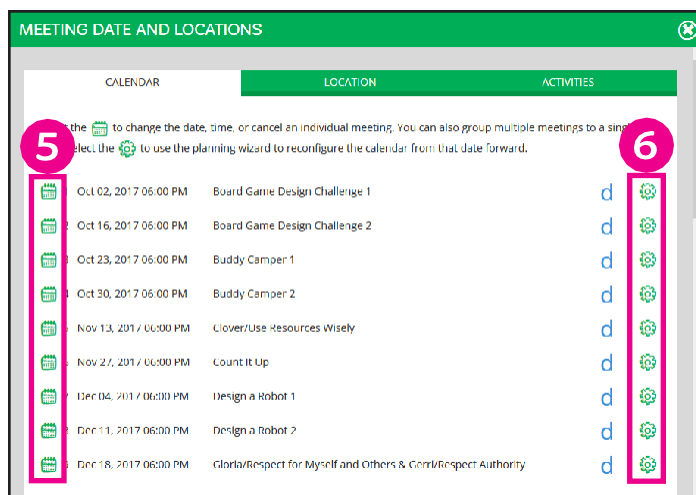 MEETING DATE AND LOCATIONS
CALENDAR LOCATION ACTIVITIES
the to change the date, time, or cancel an individual meeting. You can also group multiple meetings to a
5 elect the to use the planning wizard to reconfigure the calendar from that date forward. 6
Oct 02, 2017 06:00 PM Board Game Design Challenge 1 d
Oct 16, 2017 06:00 PM Board Game Design Challenge 2 d
Oct 23, 2017 06:00 PM Buddy Camper 1 d
Oct 30, 2017 06:00 PM Buddy Camper 2 d
Nov 13, 2017 06:00 PM Clover/Use Resources Wisely d
Nov 27, 2017 06:00 PM Count It Up d
Dec 04, 2017 06:00 PM Design a Robot 1 d
Dec 11, 2017 06:00 PM Design a Robot 2 d
Dec 18, 2017 06:00 PM Gloria/Respect for Myself and Others & Gerri/Respect Authority d